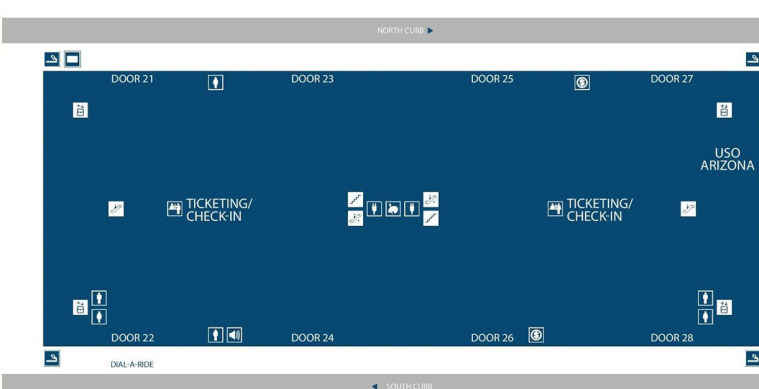 NORTH CURB
DOOR 21
DOOR 23
DOOR 25
DOOR 27
USO
ARIZONA
TICKETING/
CHECK-IN
TICKETING/
CHECK-IN
DOOR 22
DOOR 24
DOOR 26
DOOR 28
DIAL-A-RIDE
SOUTH CURB